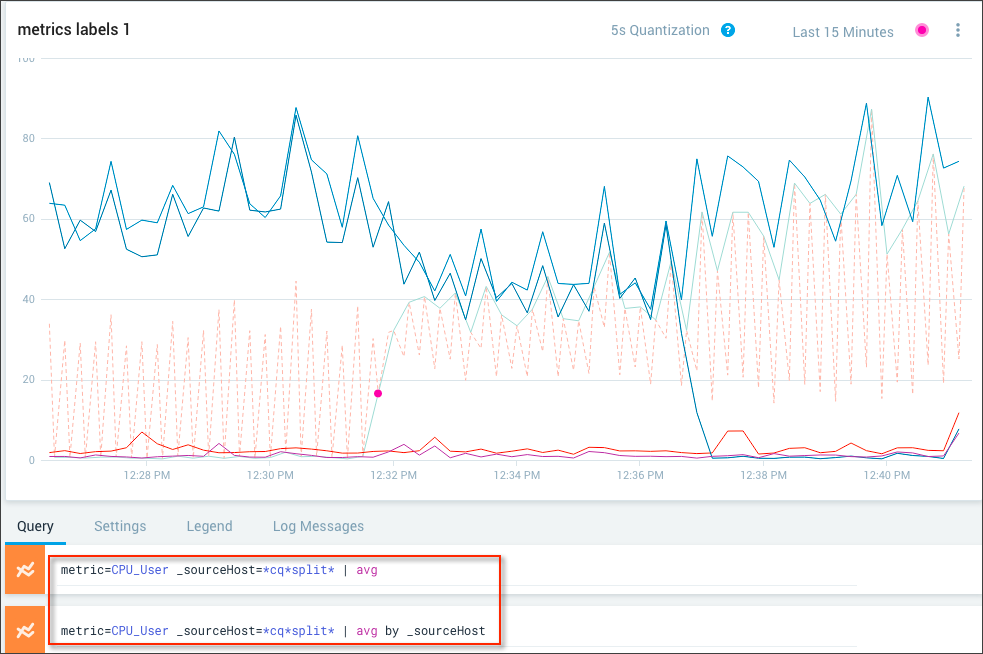 metrics labels 1
5s Quantization ?
Last 15 Minutes
100
80
60
40
20
0
12:28 PM
12:30 PM
12:32 PM
12:34 PM
12:36 PM
12:38 PM
12:40 PM
Query
Settings
Legend
Log Messages
metric=CPU_User _sourceHost=*cq*split* | avg
metric=CPU_User _sourceHost=*cq*split* | avg by _sourceHost